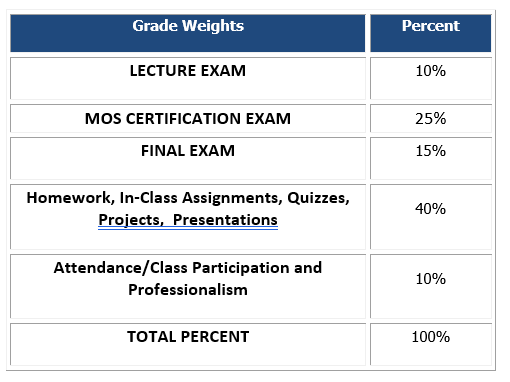 Grade Weights Percent
LECTURE EXAM 10%
MOS CERTIFICATION EXAM 25%
FINAL EXAM 15%
Homework, In-Class Assignments, Quizzes,
Projects,  Presentations 40%
Attendance/Class Participation and
Professionalism 10%
TOTAL PERCENT 100%